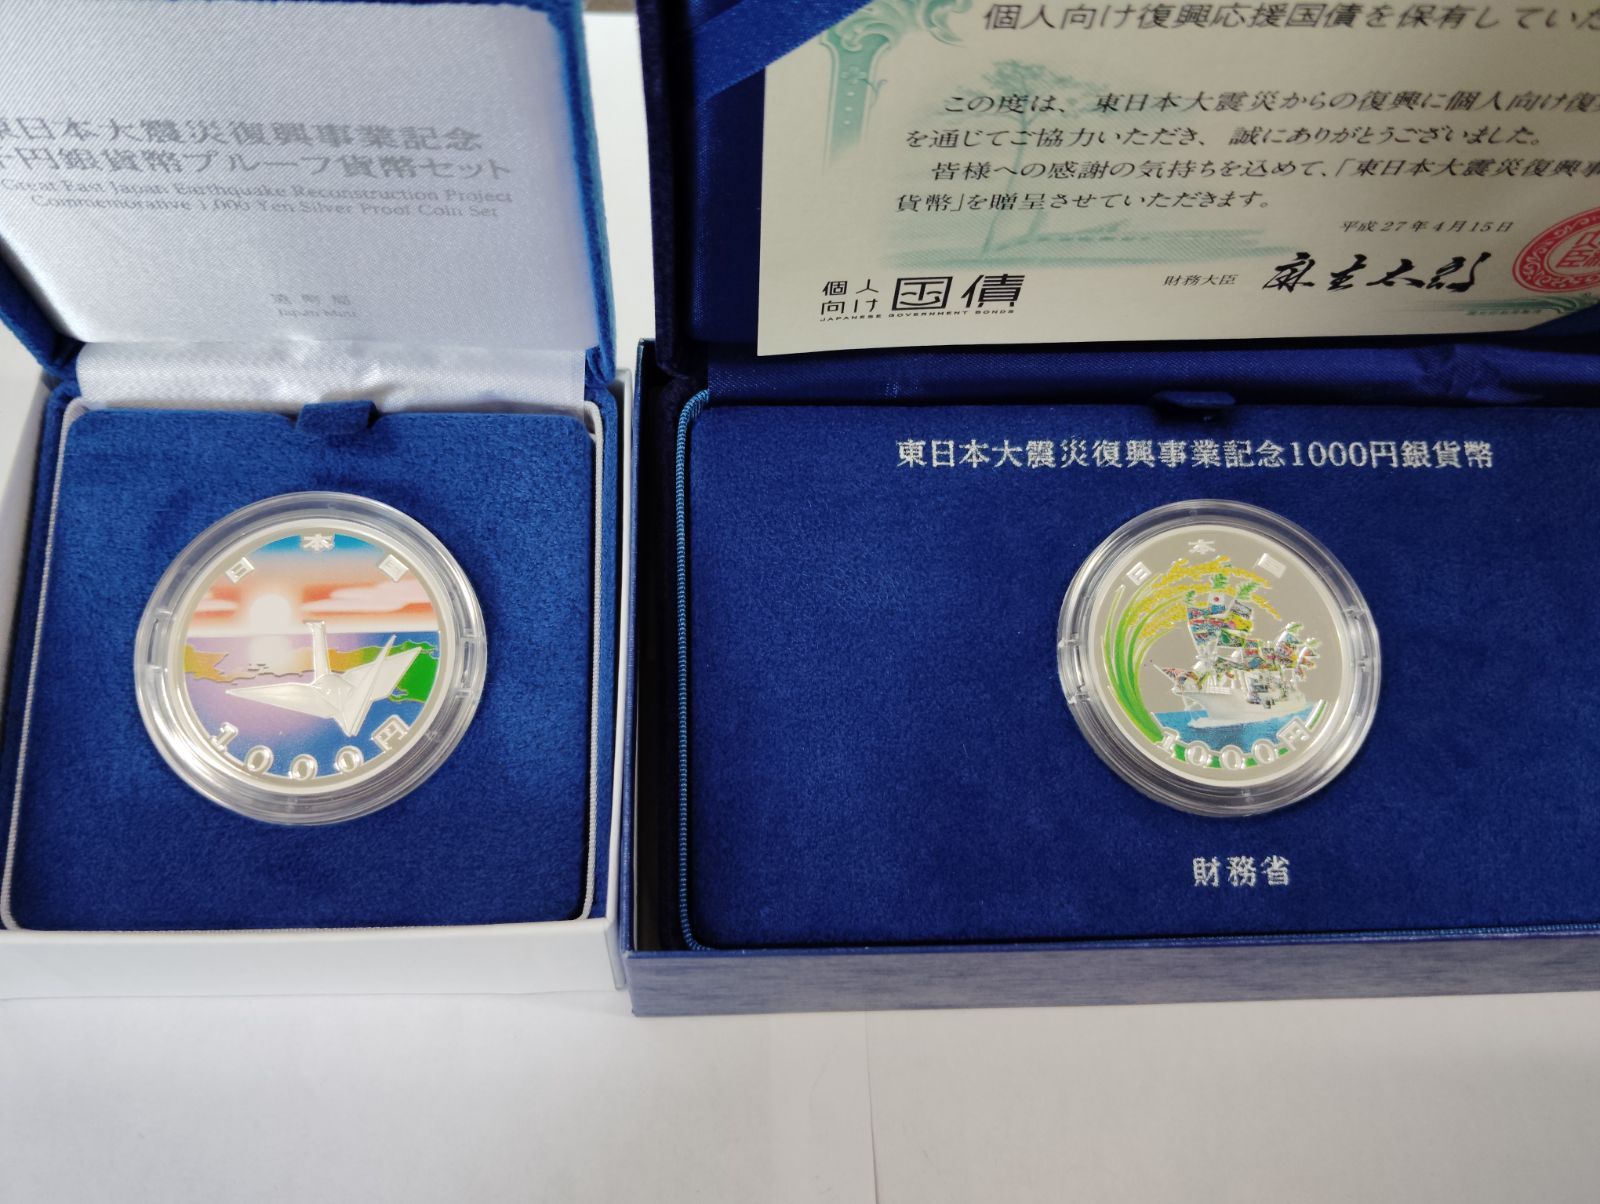 東日本大震災復興事業記念
千円銀貨幣プルーフ貨幣セット
Great East Japan Earthquake Reconstruction Project
Commemorative 1,000 Yen Silver Proof Coin Set
造幣局
Japan Mint
日本国
1000円
個人向け復興応援国債を保有していた
この度は、東日本大震災からの復興に個人向け復
を通じてご協力いただき、誠にありがとうございました。
皆様への感謝の気持ちを込めて、「東日本大震災復興事
貨幣」を贈呈させていただきます。
平成27年4月15日
財務大臣 麻生太郎
個人向け国債
JAPANESE GOVERNMENT BONDS
東日本大震災復興事業記念1000円銀貨幣
日本国
1000円
財務省